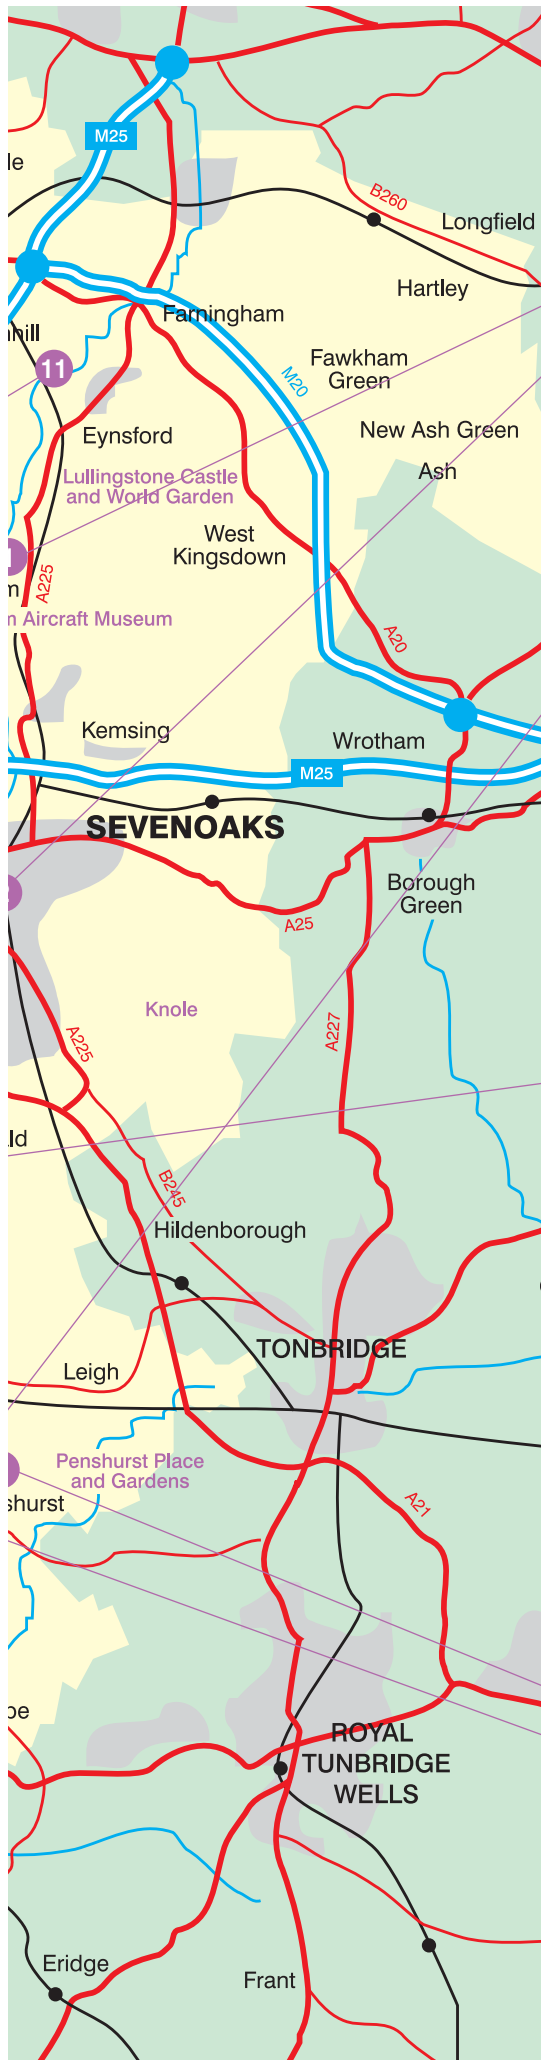 M25
le
B260
Longfield
Hartley
Farningham
hill
M20
Fawkham
Green
11
New Ash Green
Eynsford
Ash
Lullingstone Castle
and World Garden
West
Kingsdown
A225
m
n Aircraft Museum
A20
Kemsing
Wrotham
M25
SEVENOAKS
Borough
Green
2
A25
Knole
A227
A225
ld
B245
Hildenborough
TONBRIDGE
Leigh
Penshurst Place
and Gardens
shurst
A21
pe
ROYAL
TUNBRIDGE
WELLS
Eridge
Frant